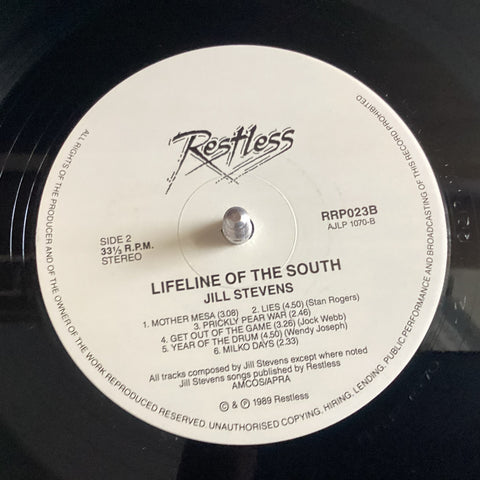 Restless
SIDE 2
33⅓ R.P.M.
STEREO
RRP023B
AJLP 1070-B
LIFELINE OF THE SOUTH
JILL STEVENS
1. MOTHER MESA (3.08) 2. LIES (4.50) (Stan Rogers)
3. PRICKLY PEAR WAR (2.46)
4. GET OUT OF THE GAME (3.26) (Jock Webb)
5. YEAR OF THE DRUM (4.50) (Wendy Joseph)
6. MILKO DAYS (2.33)
All tracks composed by Jill Stevens except where noted
Jill Stevens songs published by Restless
AMCOS/APRA
© & ℗ 1989 Restless
ALL RIGHTS OF THE PRODUCER AND OF THE OWNER OF THE WORK REPRODUCED RESERVED. UNAUTHORISED COPYING, HIRING, LENDING, PUBLIC PERFORMANCE AND BROADCASTING OF THIS RECORD PROHIBITED